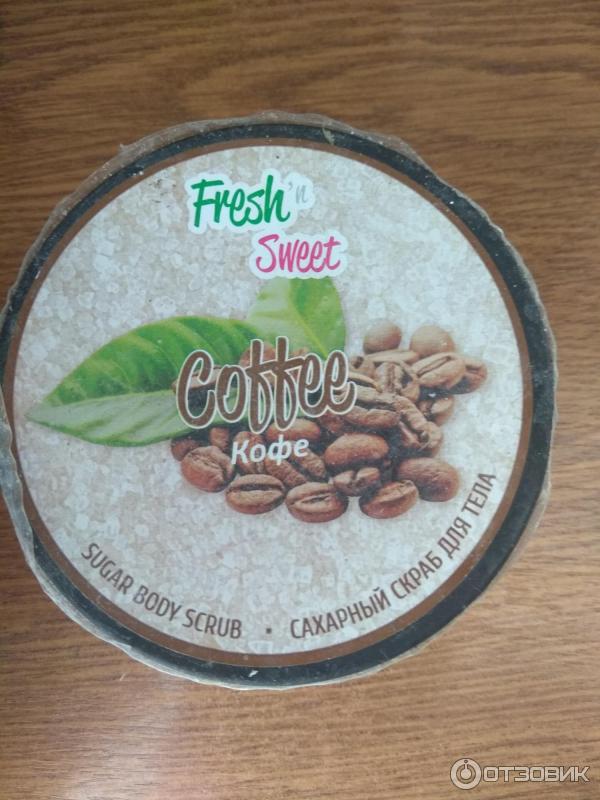 Fresh'n
Sweet
Coffee
Кофе
SUGAR BODY SCRUB • САХАРНЫЙ СКРАБ ДЛЯ ТЕЛА
ОТЗОВИК